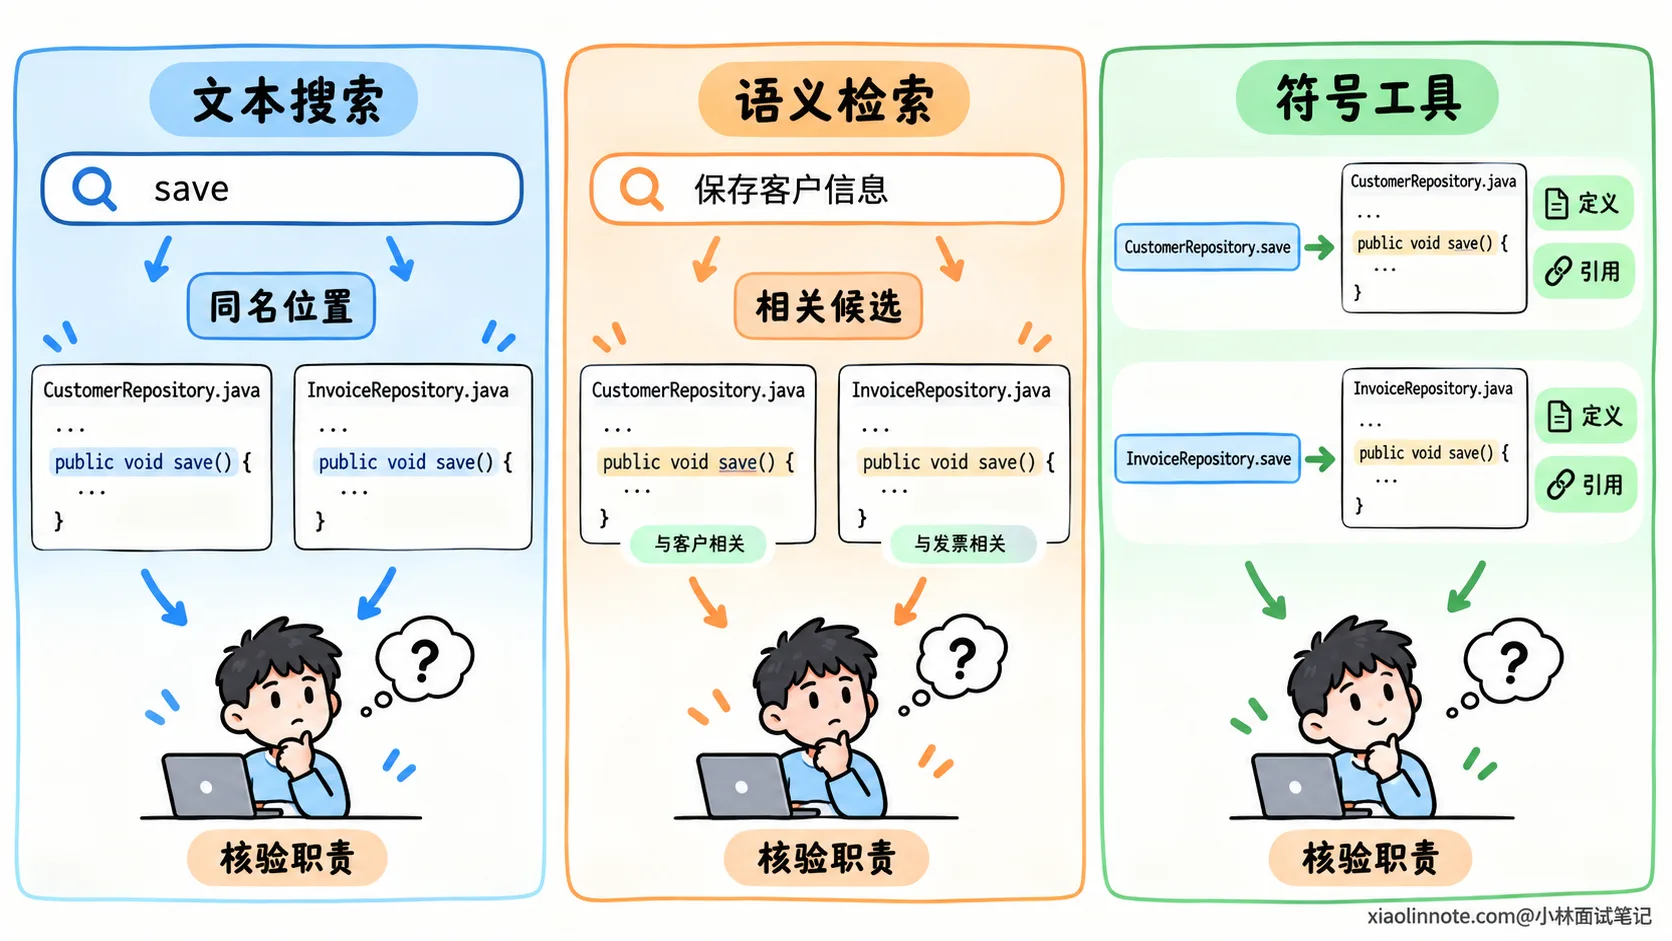 文本搜索
save
同名位置
CustomerRepository.java
...
public void save() {
...
}
InvoiceRepository.java
...
public void save() {
...
}
?
核验职责
语义检索
保存客户信息
相关候选
CustomerRepository.java
...
public void save() {
...
}
与客户相关
InvoiceRepository.java
...
public void save() {
...
}
与发票相关
?
核验职责
符号工具
CustomerRepository.save
CustomerRepository.java
...
public void save() {
...
}
定义
引用
InvoiceRepository.save
InvoiceRepository.java
...
public void save() {
...
}
定义
引用
?
核验职责
xiaolinnote.com@小林面试笔记